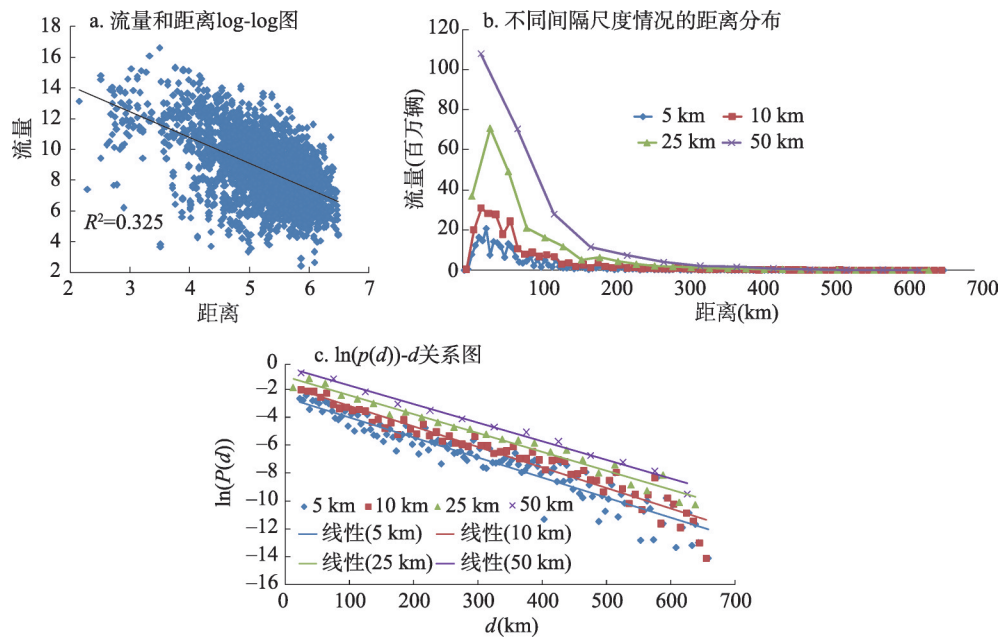 a. 流量和距离log-log图
18
16
14
12
10
8
6
4
2
流量
R²=0.325
2 3 4 5 6 7
距离
b. 不同间隔尺度情况的距离分布
120
100
80
60
40
20
0
流量(百万辆)
5 km 10 km
25 km 50 km
100 200 300 400 500 600 700
距离(km)
c. ln(p(d))-d关系图
0
−2
−4
−6
−8
−10
−12
−14
−16
ln(P(d))
5 km 10 km 25 km 50 km
线性(5 km) 线性(10 km)
线性(25 km) 线性(50 km)
0 100 200 300 400 500 600 700
d(km)